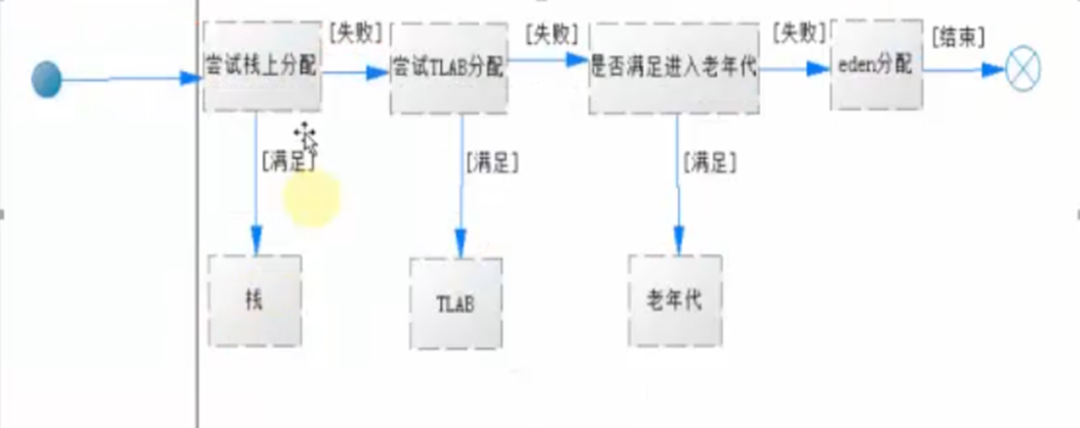 [失败]
[失败]
[失败]
[结束]
尝试栈上分配
尝试TLAB分配
是否满足进入老年代
eden分配
[满足]
[满足]
[满足]
栈
TLAB
老年代